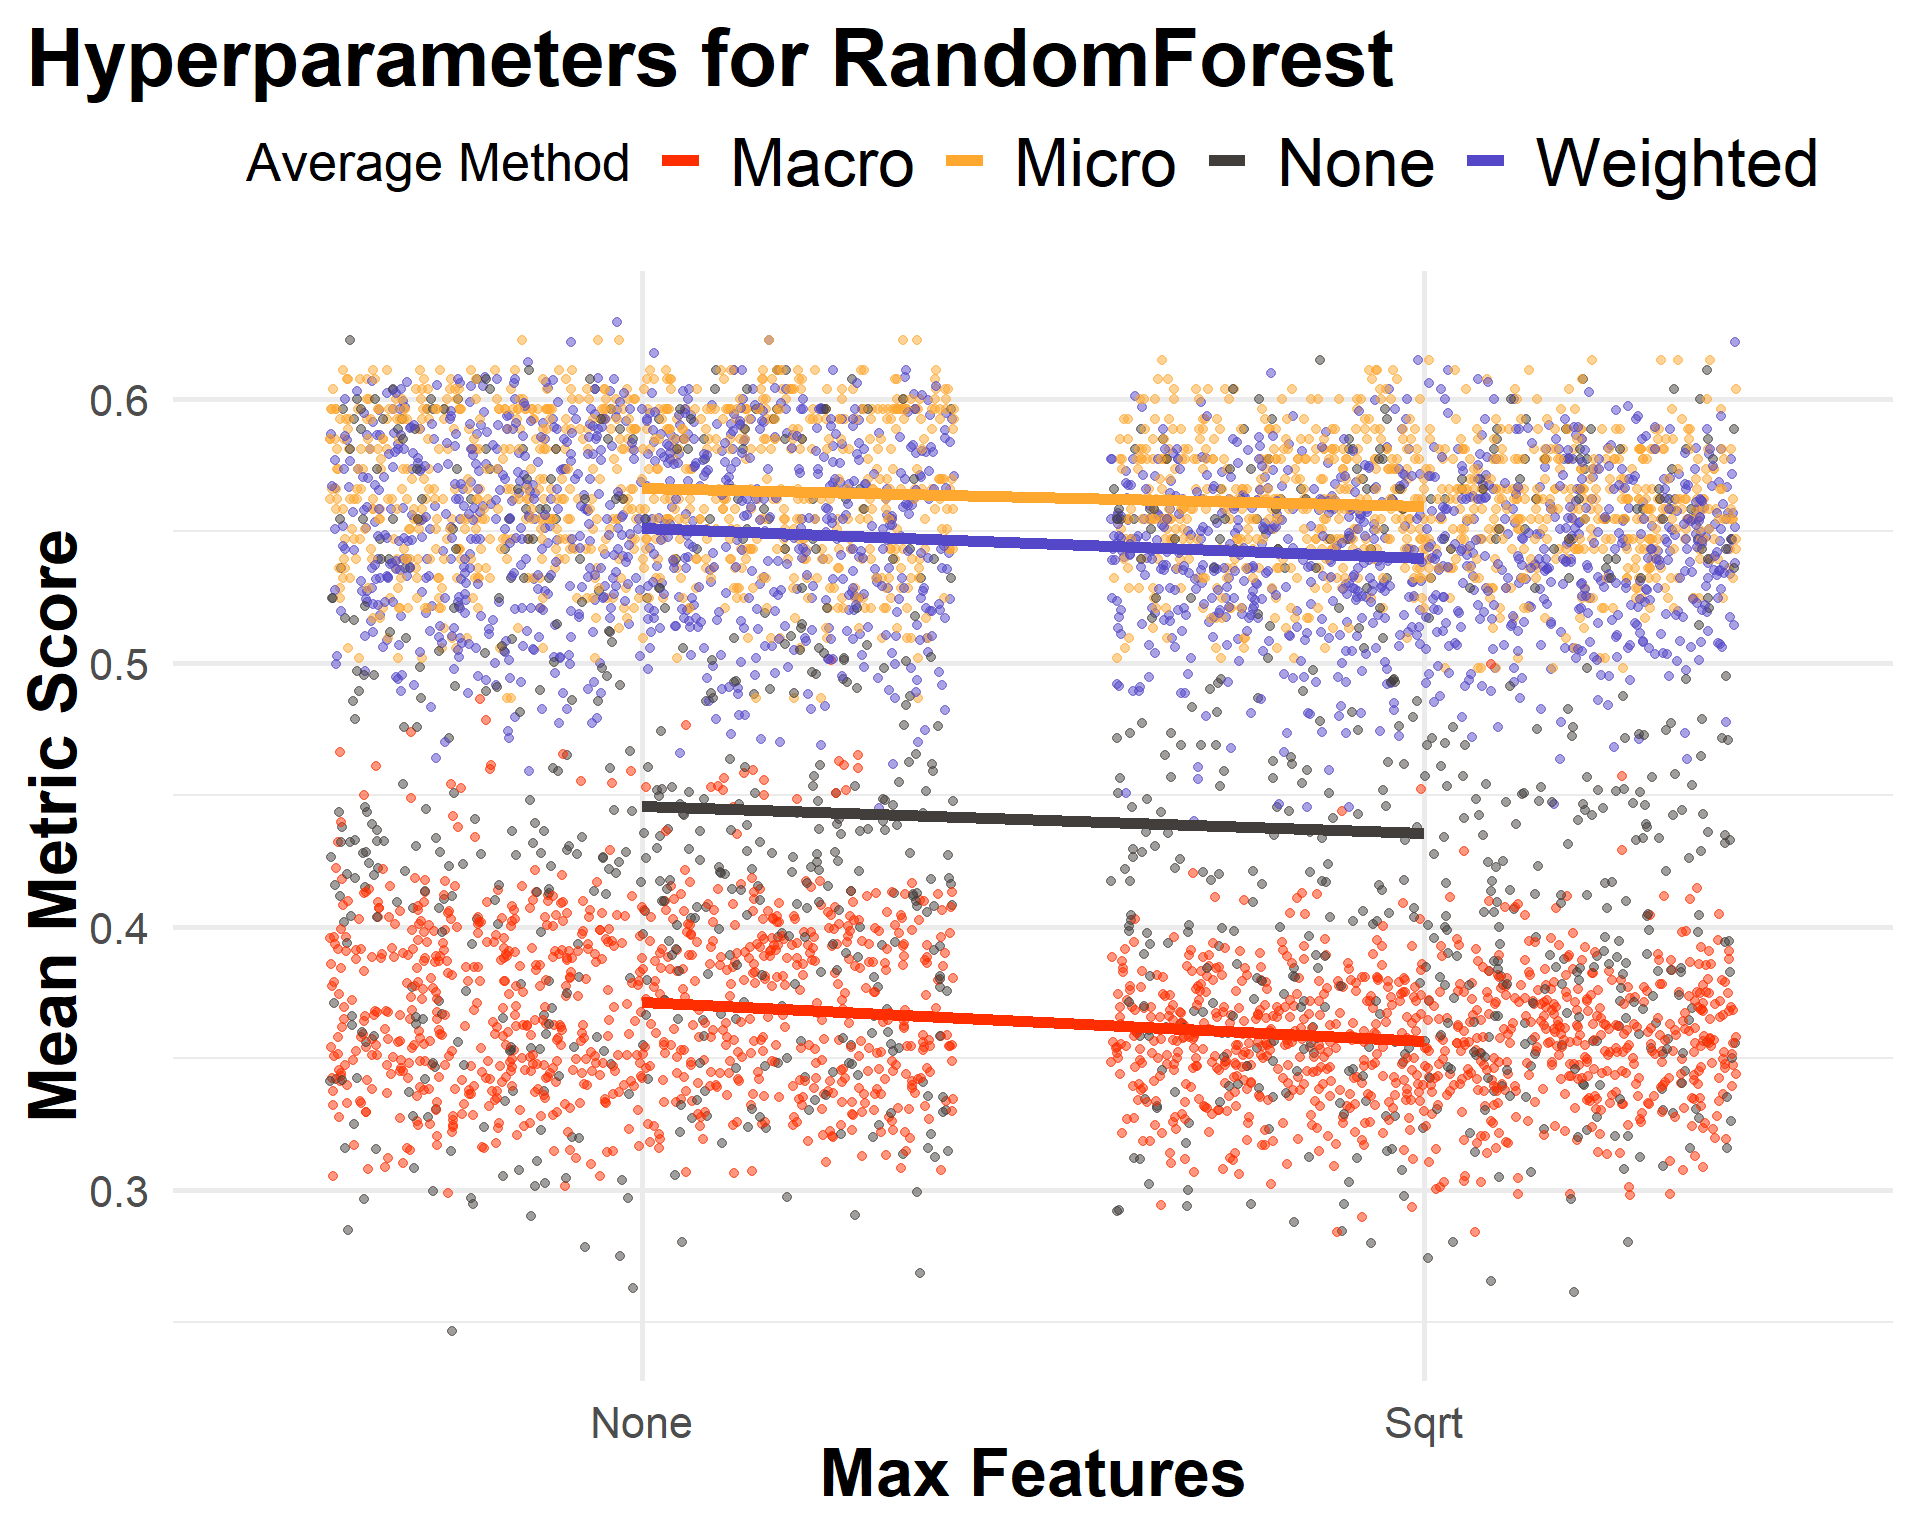 Hyperparameters for RandomForest
Average Method Macro Micro None Weighted
Mean Metric Score
0.6
0.5
0.4
0.3
None Sqrt
Max Features